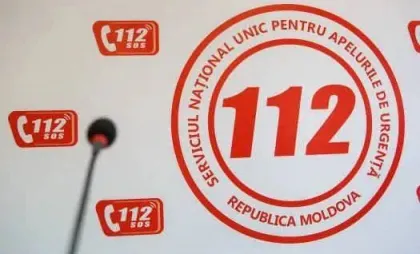 112
SOS
112
SOS
112
SOS
SERVICIUL NAȚIONAL UNIC PENTRU APELURILE DE URGENȚĂ
112
REPUBLICA MOLDOVA